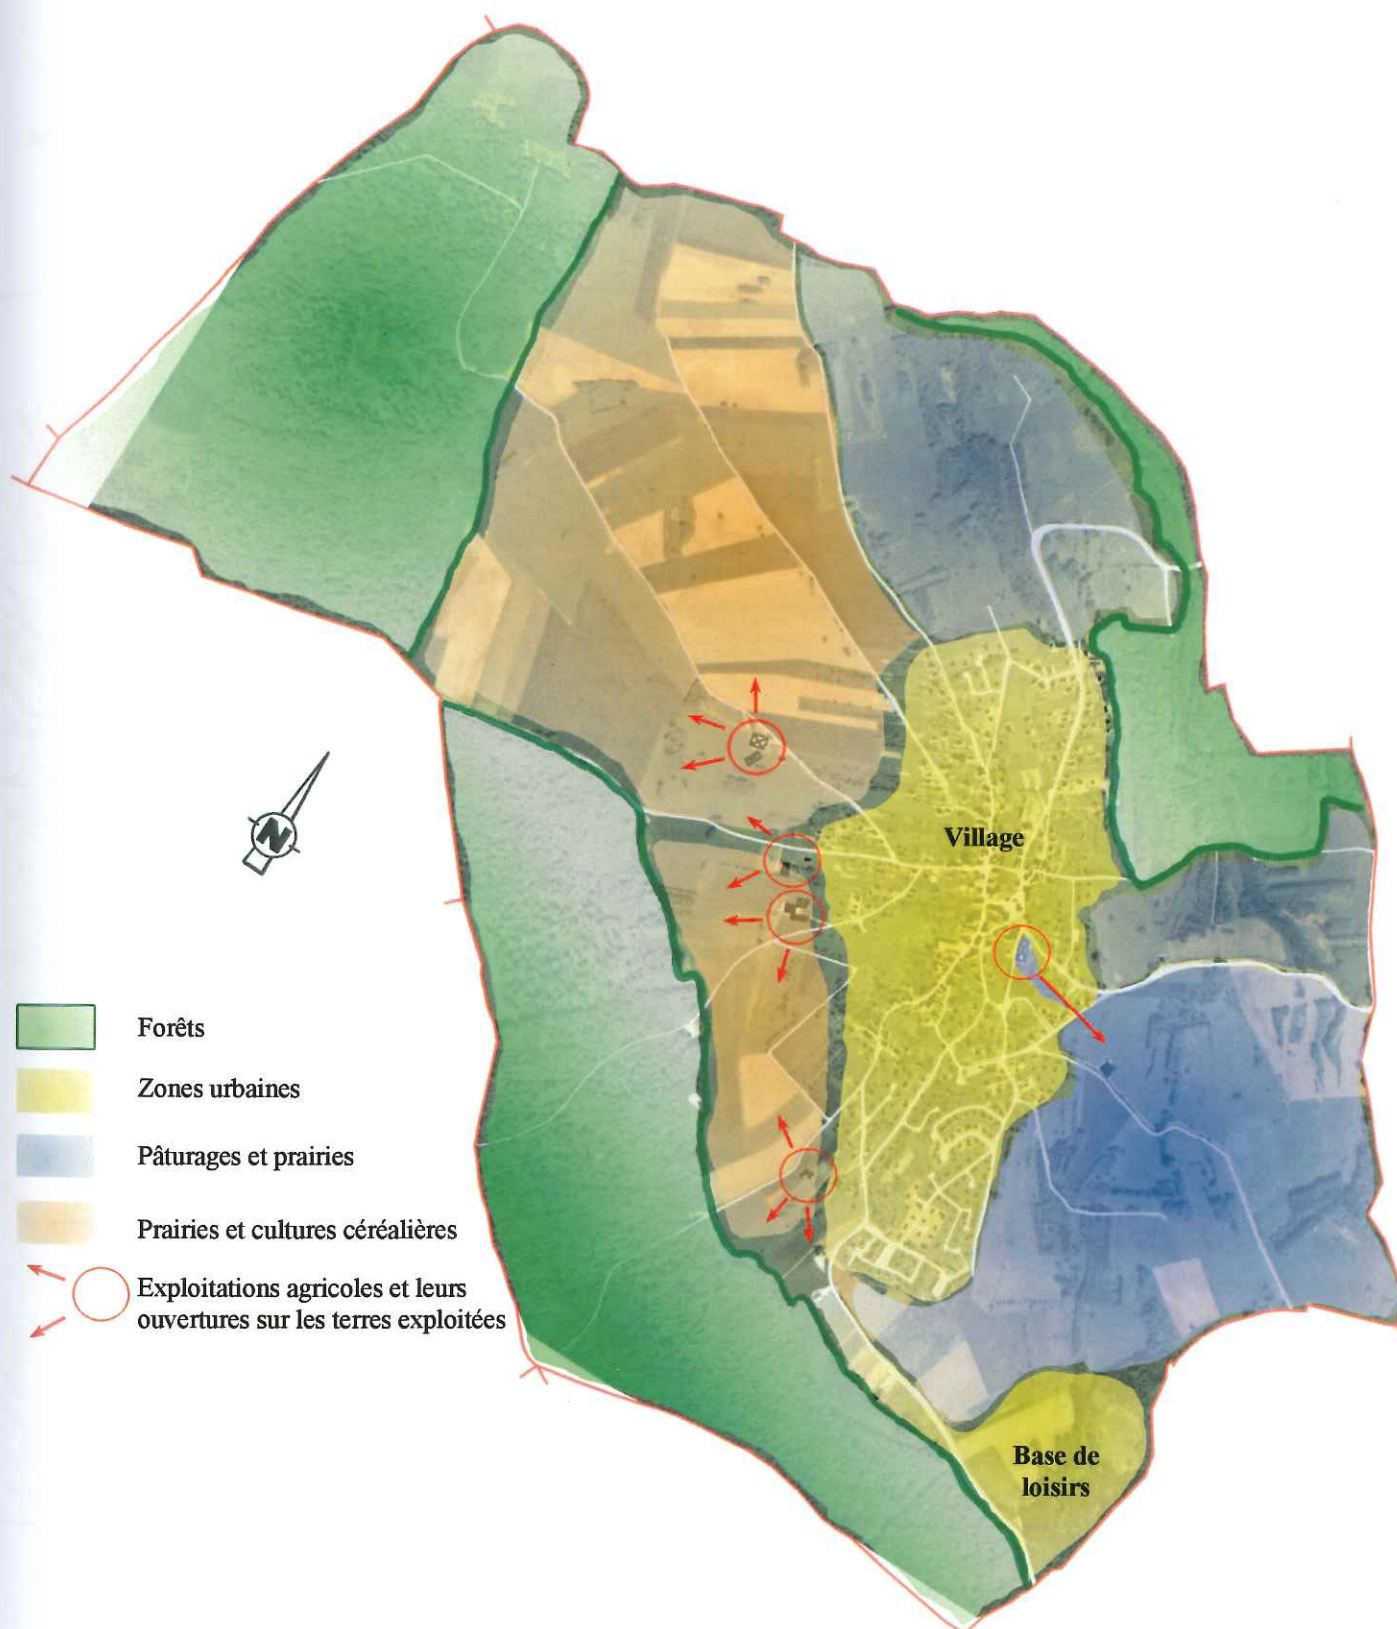 Village
N
Forêts
Zones urbaines
Pâturages et prairies
Prairies et cultures céréalières
Exploitations agricoles et leurs
ouvertures sur les terres exploitées
Base de
loisirs